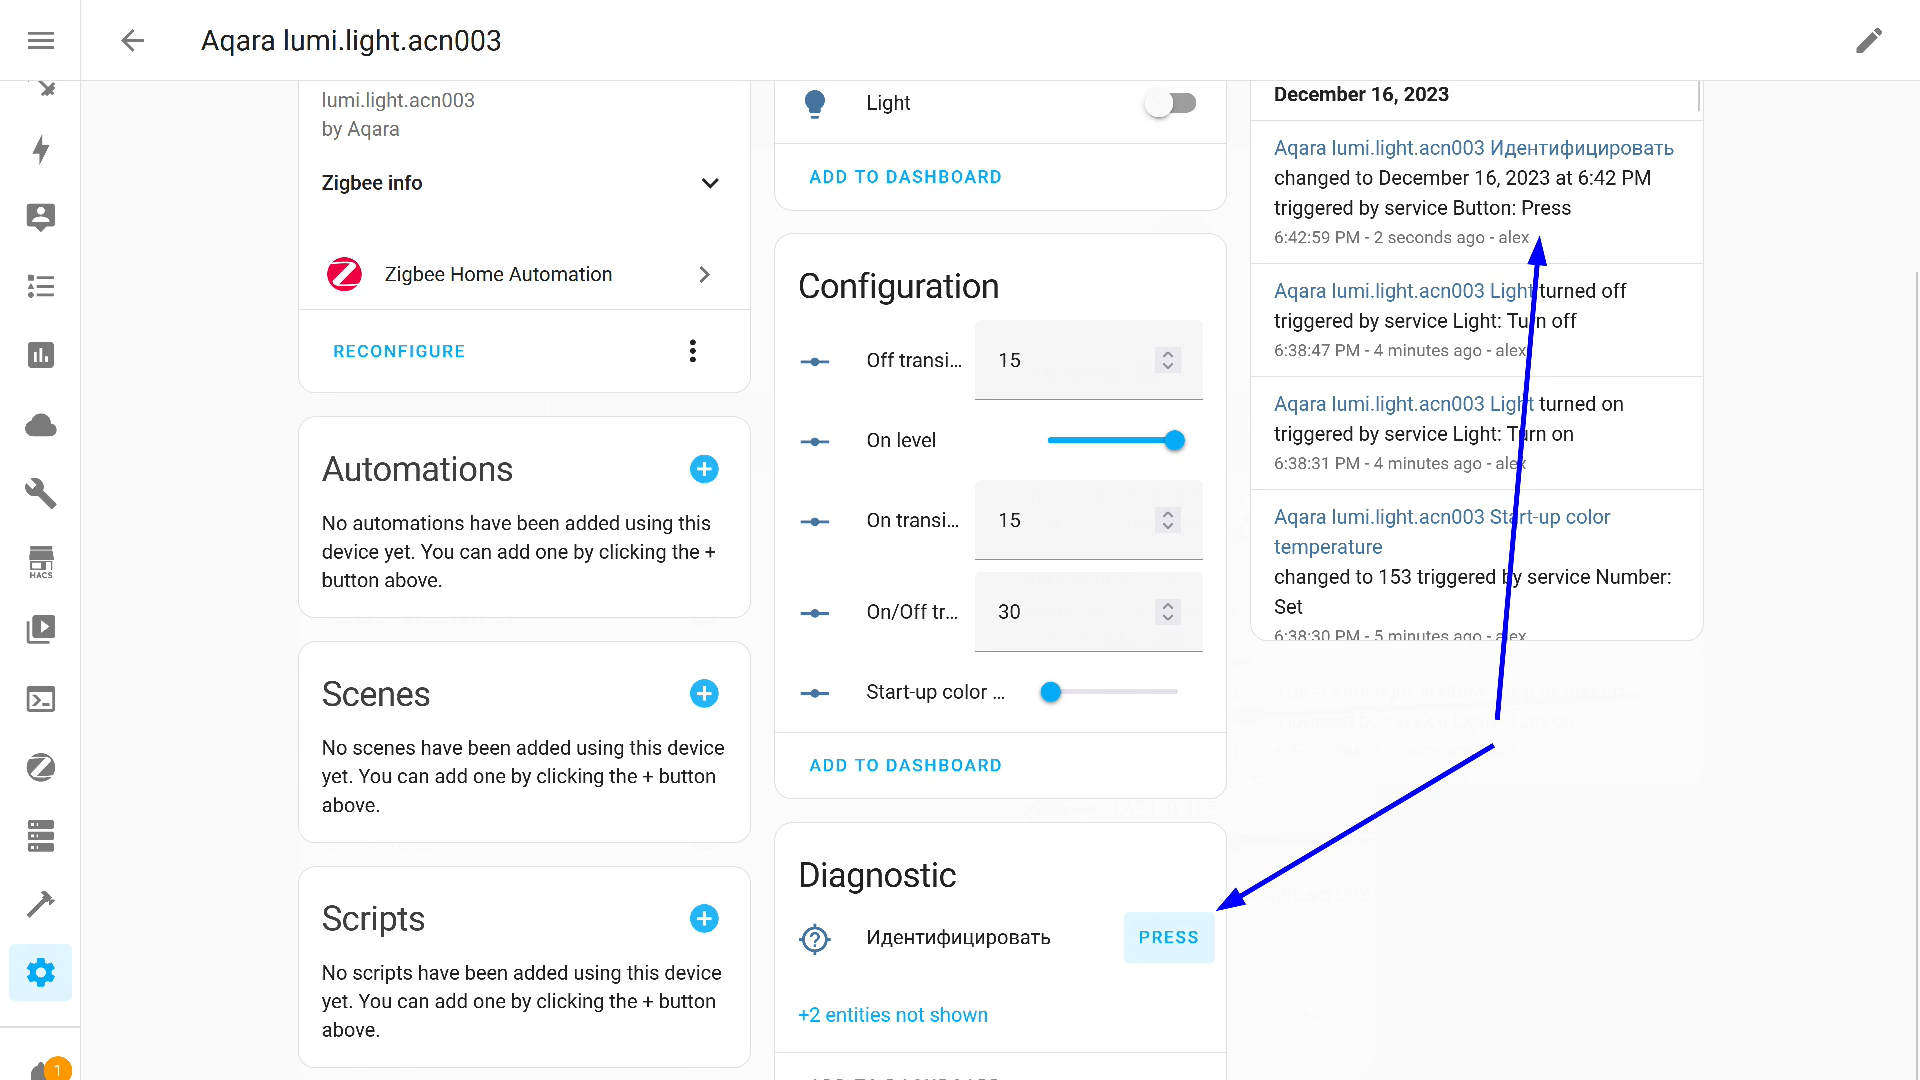 Aqara lumi.light.acn003
lumi.light.acn003
by Aqara
Zigbee info
Zigbee Home Automation
RECONFIGURE
Automations
No automations have been added using this
device yet. You can add one by clicking the +
button above.
Scenes
No scenes have been added using this device
yet. You can add one by clicking the + button
above.
Scripts
No scripts have been added using this device
yet. You can add one by clicking the + button
above.
Light
ADD TO DASHBOARD
Configuration
Off transi... 15
On level
On transi... 15
On/Off tr... 30
Start-up color ...
ADD TO DASHBOARD
Diagnostic
Идентифицировать PRESS
+2 entities not shown
December 16, 2023
Aqara lumi.light.acn003 Идентифицировать
changed to December 16, 2023 at 6:42 PM
triggered by service Button: Press
6:42:59 PM - 2 seconds ago - alex
Aqara lumi.light.acn003 Light turned off
triggered by service Light: Turn off
6:38:47 PM - 4 minutes ago - alex
Aqara lumi.light.acn003 Light turned on
triggered by service Light: Turn on
6:38:31 PM - 4 minutes ago - alex
Aqara lumi.light.acn003 Start-up color
temperature
changed to 153 triggered by service Number:
Set
6:38:30 PM - 5 minutes ago - alex
HACS
1